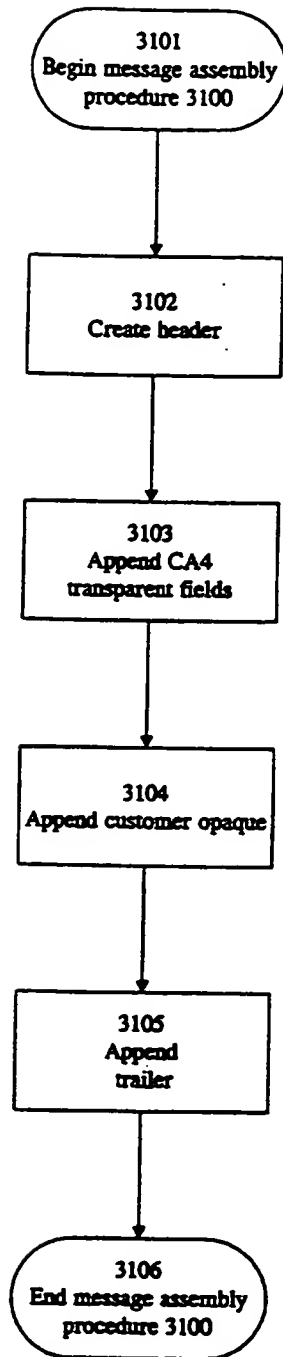 3101
Begin message assembly
procedure 3100
3102
Create header
3103
Append CA4
transparent fields
3104
Append customer opaque
3105
Append
trailer
3106
End message assembly
procedure 3100